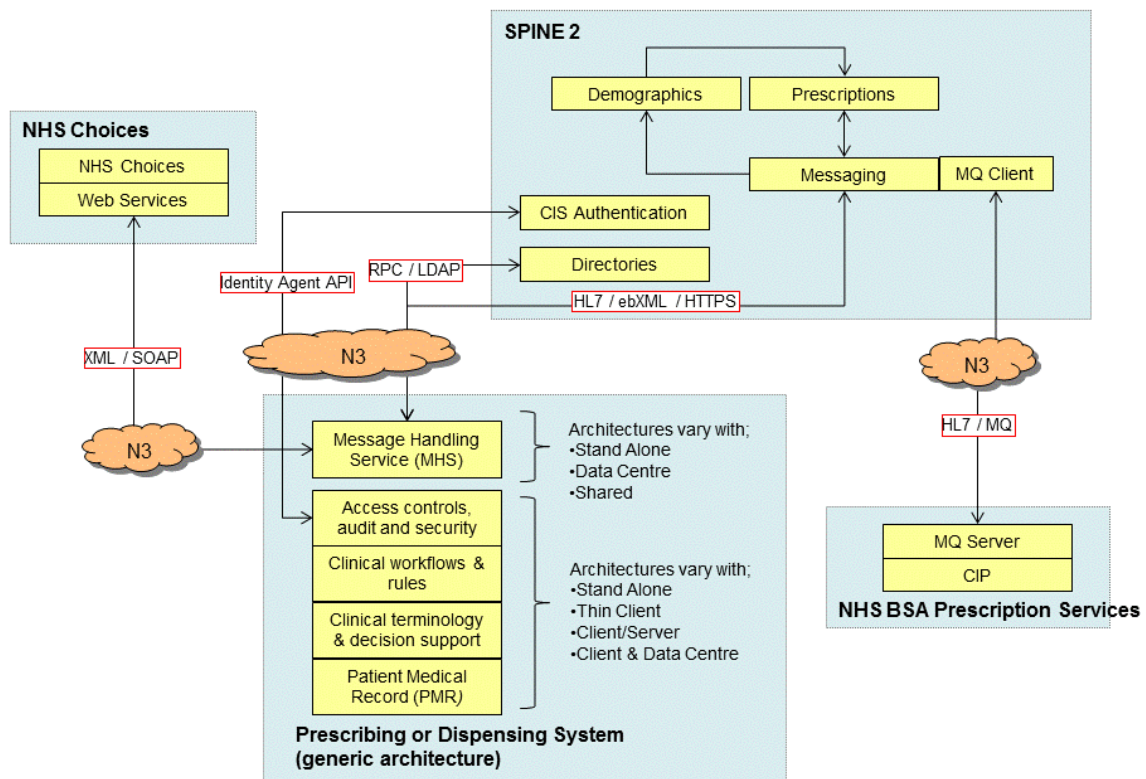 SPINE 2
Demographics
Prescriptions
NHS Choices
NHS Choices
Web Services
Messaging
MQ Client
CIS Authentication
RPC / LDAP
Directories
Identity Agent API
HL7 / ebXML / HTTPS
XML / SOAP
N3
N3
N3
HL7 / MQ
Message Handling
Service (MHS)
Architectures vary with;
•Stand Alone
•Data Centre
•Shared
Access controls,
audit and security
Clinical workflows &
rules
Clinical terminology
& decision support
Patient Medical
Record (PMR)
Architectures vary with;
•Stand Alone
•Thin Client
•Client/Server
•Client & Data Centre
MQ Server
CIP
NHS BSA Prescription Services
Prescribing or Dispensing System
(generic architecture)